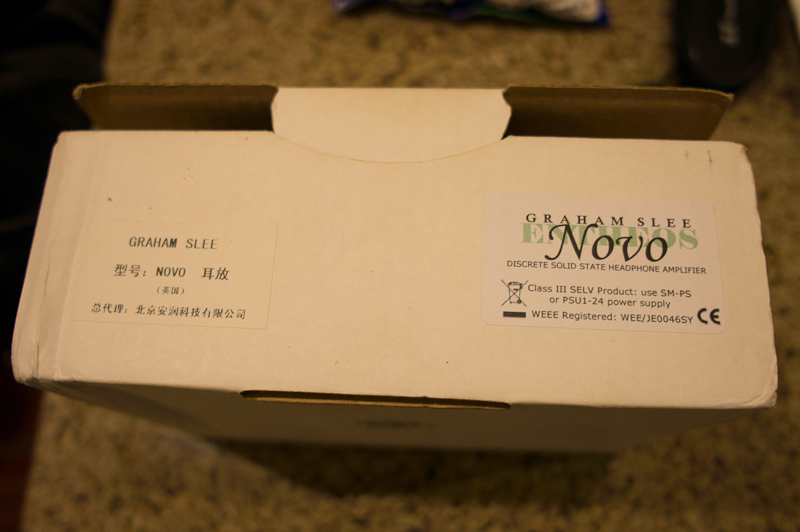 GRAHAM SLEE
型号: NOVO 耳放
(英国)
总代理: 北京安润科技有限公司
GRAHAM SLEE
ENTHEOS
Novo
DISCRETE SOLID STATE HEADPHONE AMPLIFIER
Class III SELV Product: use SM-PS
or PSU1-24 power supply
WEEE Registered: WEE/JE0046SY CE